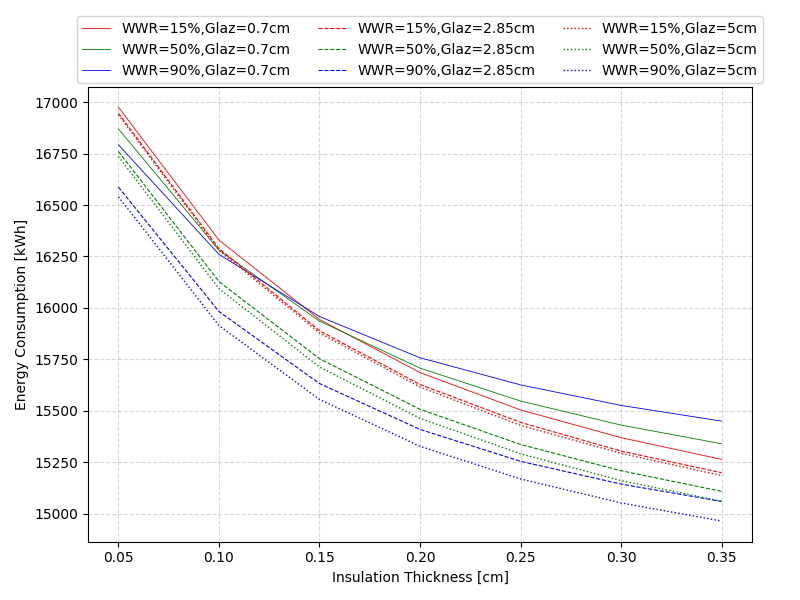 WWR=15%,Glaz=0.7cm WWR=15%,Glaz=2.85cm WWR=15%,Glaz=5cm
WWR=50%,Glaz=0.7cm WWR=50%,Glaz=2.85cm WWR=50%,Glaz=5cm
WWR=90%,Glaz=0.7cm WWR=90%,Glaz=2.85cm WWR=90%,Glaz=5cm
17000
16750
16500
16250
16000
15750
15500
15250
15000
Energy Consumption [kWh]
0.05 0.10 0.15 0.20 0.25 0.30 0.35
Insulation Thickness [cm]